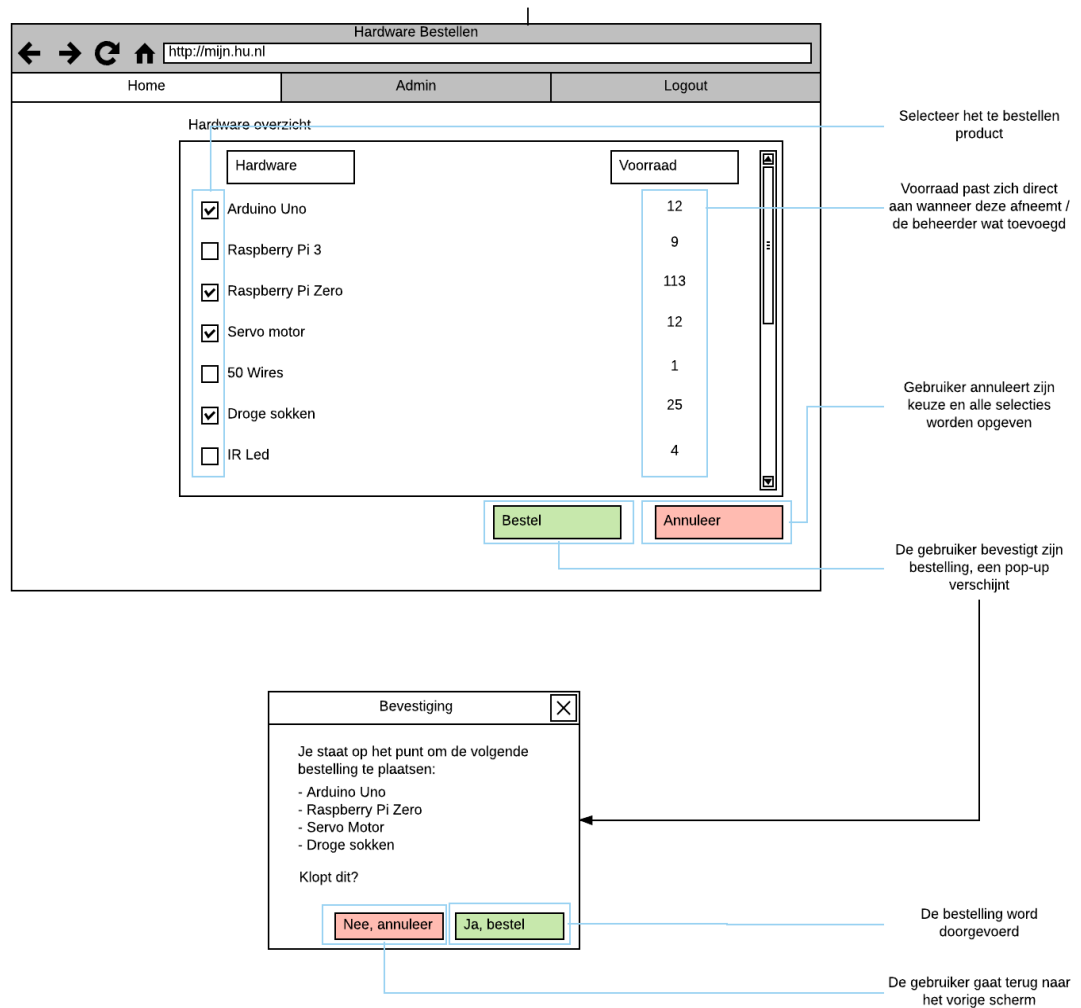 Hardware Bestellen
http://mijn.hu.nl
Home
Admin
Logout
Hardware overzicht
Hardware
Voorraad
Arduino Uno
12
Raspberry Pi 3
9
Raspberry Pi Zero
113
Servo motor
12
50 Wires
1
Droge sokken
25
IR Led
4
Bestel
Annuleer
Selecteer het te bestellen
product
Voorraad past zich direct
aan wanneer deze afneemt /
de beheerder wat toevoegd
Gebruiker annuleert zijn
keuze en alle selecties
worden opgeven
De gebruiker bevestigt zijn
bestelling, een pop-up
verschijnt
Bevestiging
Je staat op het punt om de volgende
bestelling te plaatsen:
- Arduino Uno
- Raspberry Pi Zero
- Servo Motor
- Droge sokken
Klopt dit?
Nee, annuleer
Ja, bestel
De bestelling word
doorgevoerd
De gebruiker gaat terug naar
het vorige scherm